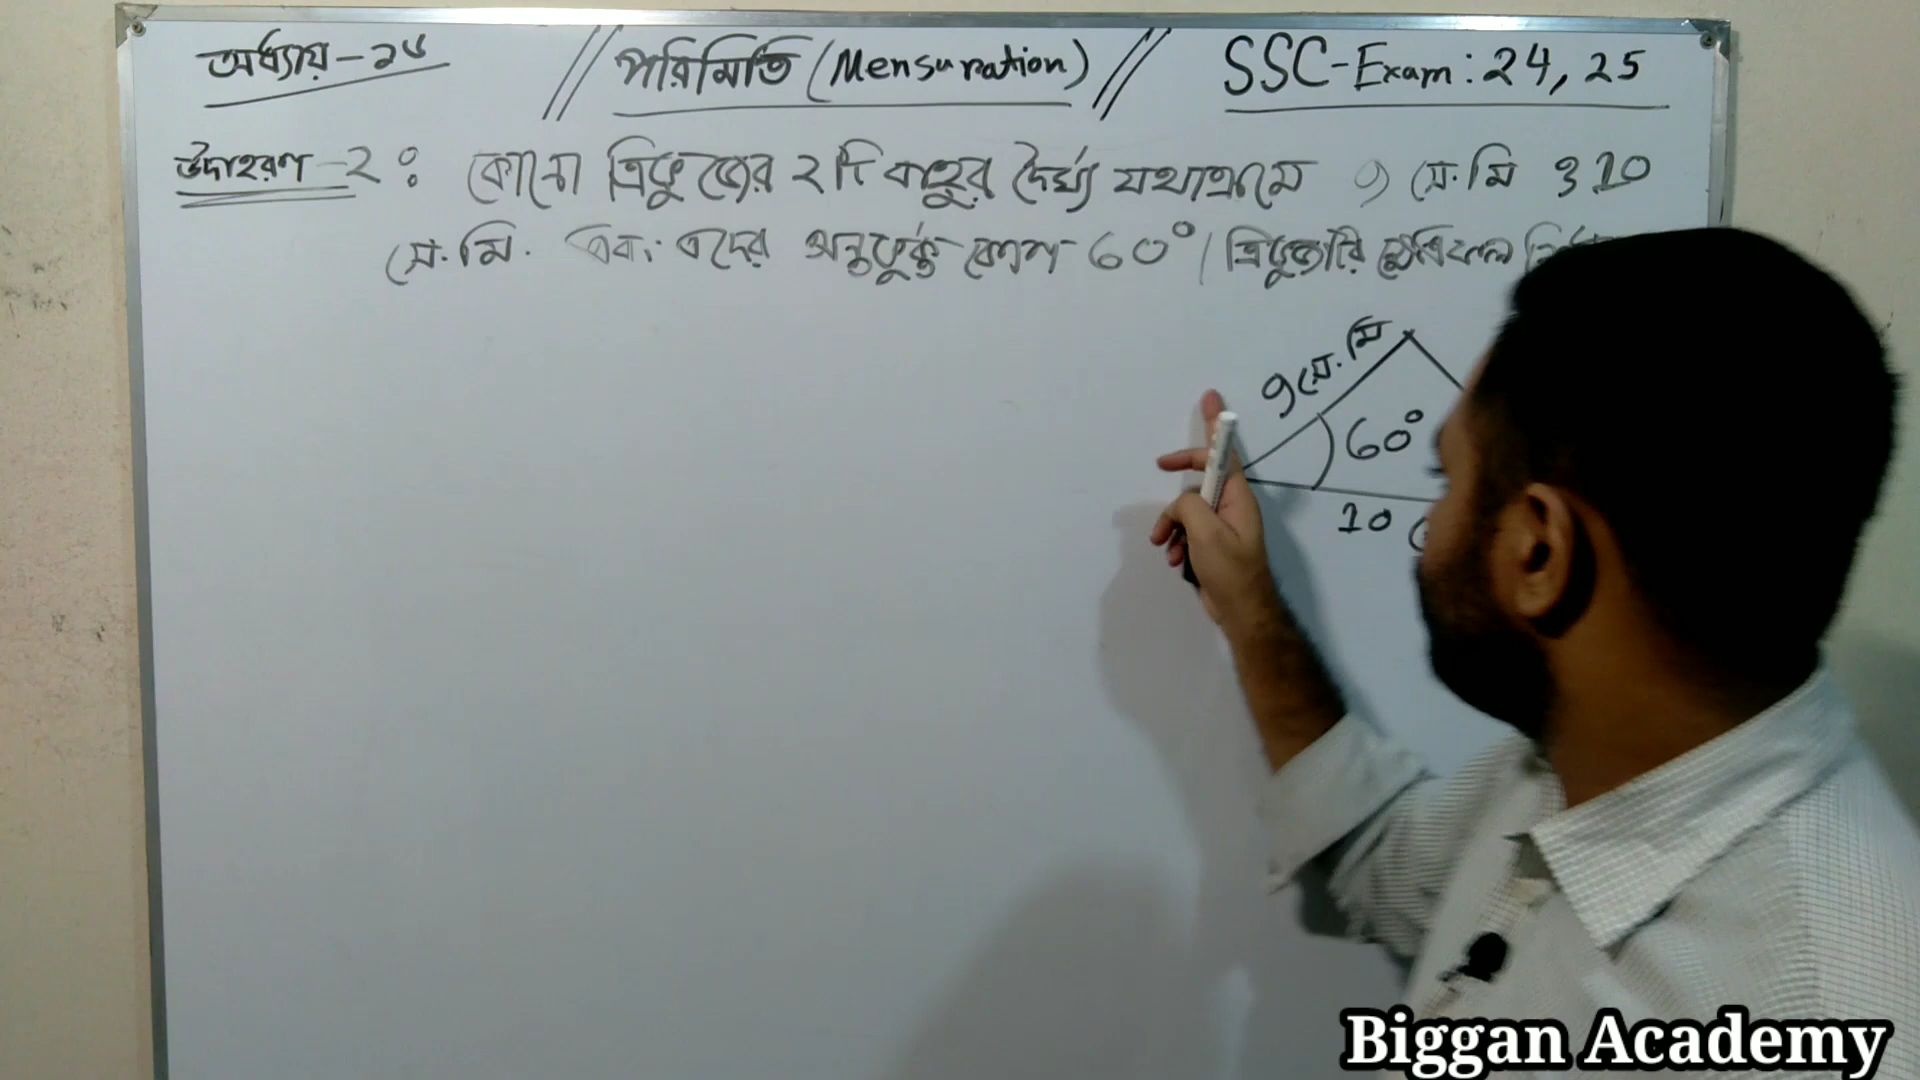 অধ্যায়-১৬ // পরিমিতি (Mensuration) // SSC-Exam: 24, 25
উদাহরণ-২: কোনো ত্রিভুজের ২টি বাহুর দৈর্ঘ্য যথাক্রমে 9 সে.মি ও 10
সে.মি. এবং এদের অন্তর্ভুক্ত কোণ 60° । ত্রিভুজটির ক্ষেত্রফল
9 সে.মি
60°
10
Biggan Academy